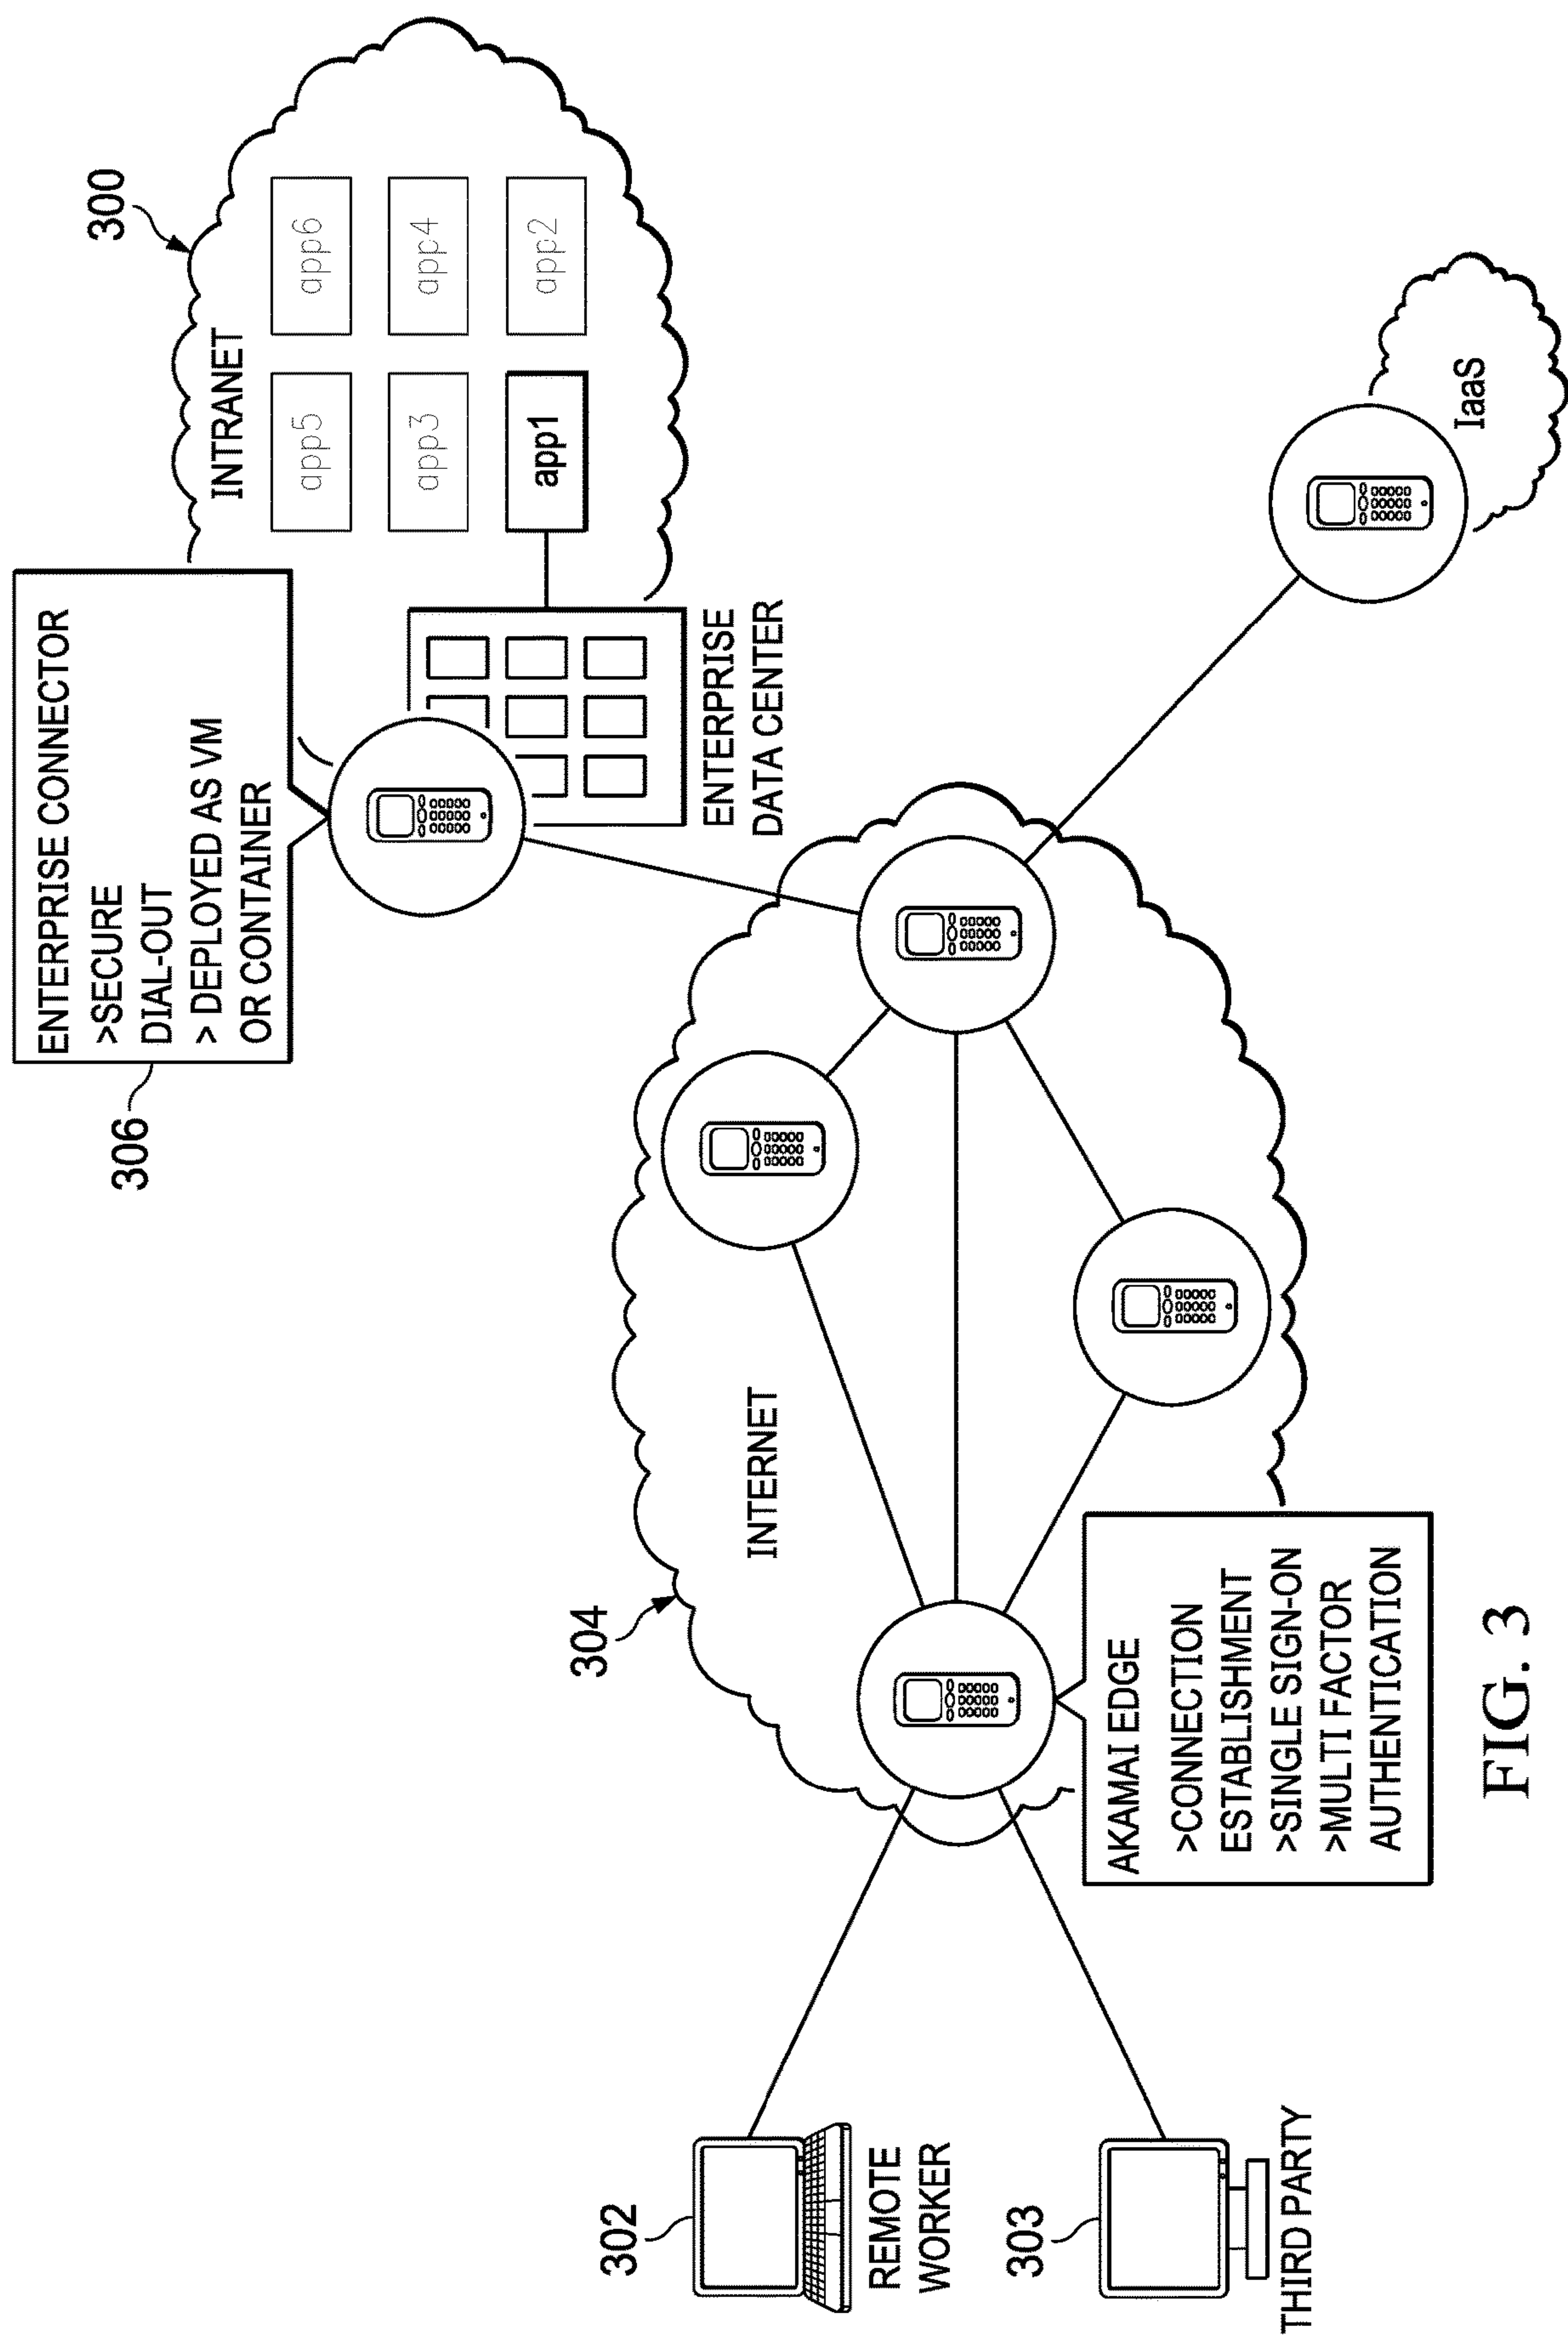 306
ENTERPRISE CONNECTOR
>SECURE
DIAL-OUT
> DEPLOYED AS VM
OR CONTAINER
300
INTRANET
app5
app6
app3
app4
app1
app2
ENTERPRISE
DATA CENTER
304
INTERNET
IaaS
302
REMOTE
WORKER
303
THIRD PARTY
AKAMAI EDGE
>CONNECTION
ESTABLISHMENT
>SINGLE SIGN-ON
>MULTI FACTOR
AUTHENTICATION
FIG. 3